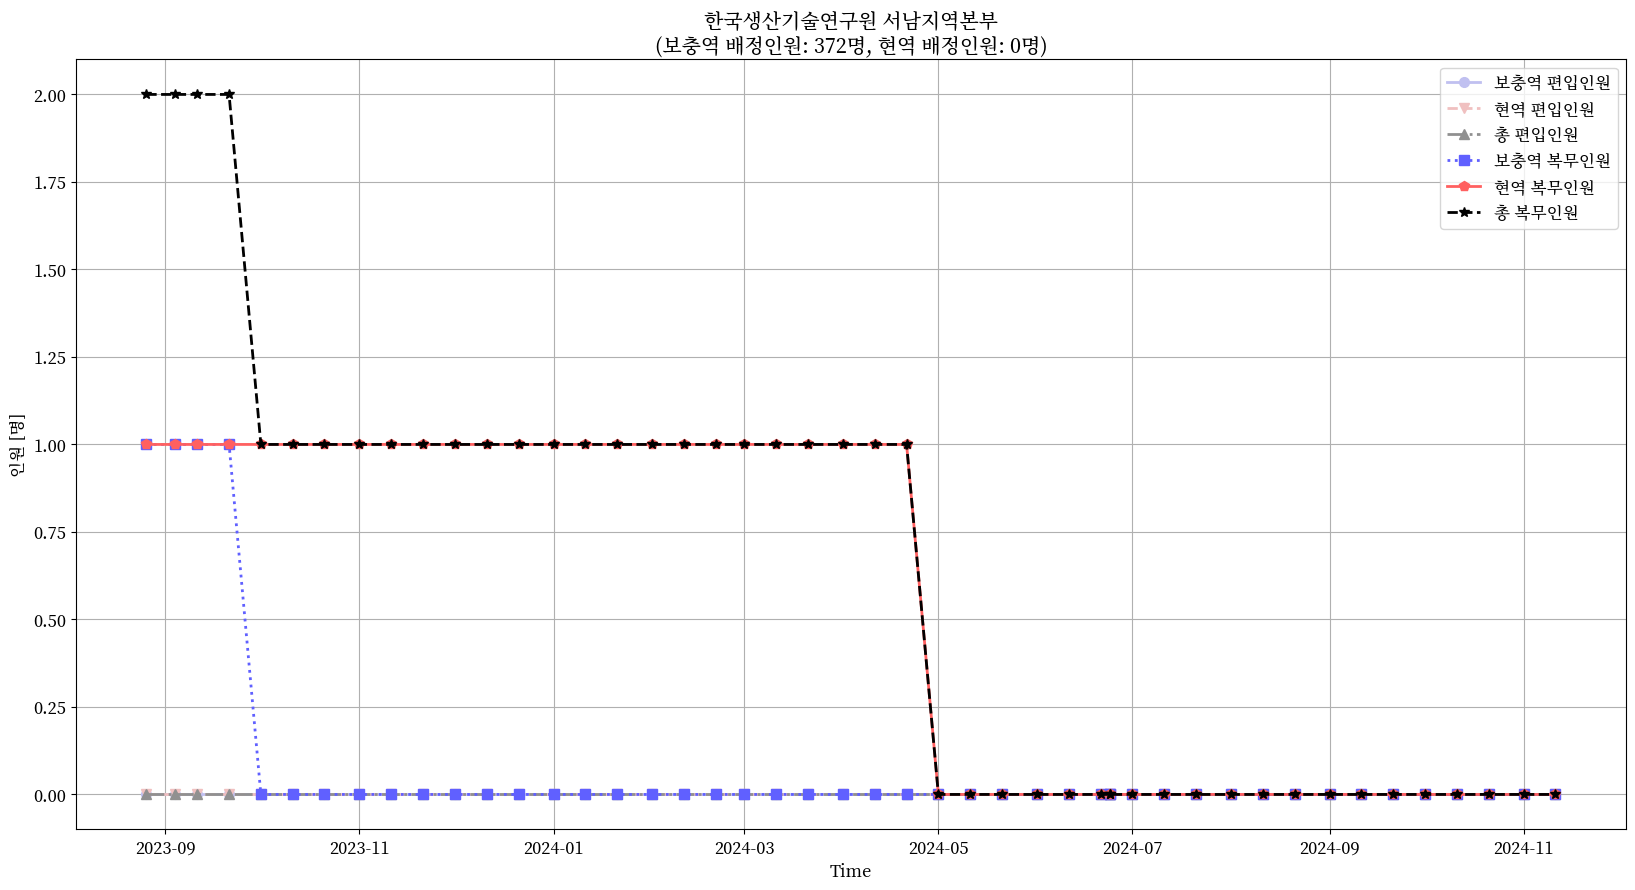 한국생산기술연구원 서남지역본부
(보충역 배정인원: 372명, 현역 배정인원: 0명)
보충역 편입인원
현역 편입인원
총 편입인원
보충역 복무인원
현역 복무인원
총 복무인원
인원 [명]
2.00
1.75
1.50
1.25
1.00
0.75
0.50
0.25
0.00
2023-09 2023-11 2024-01 2024-03 2024-05 2024-07 2024-09 2024-11
Time